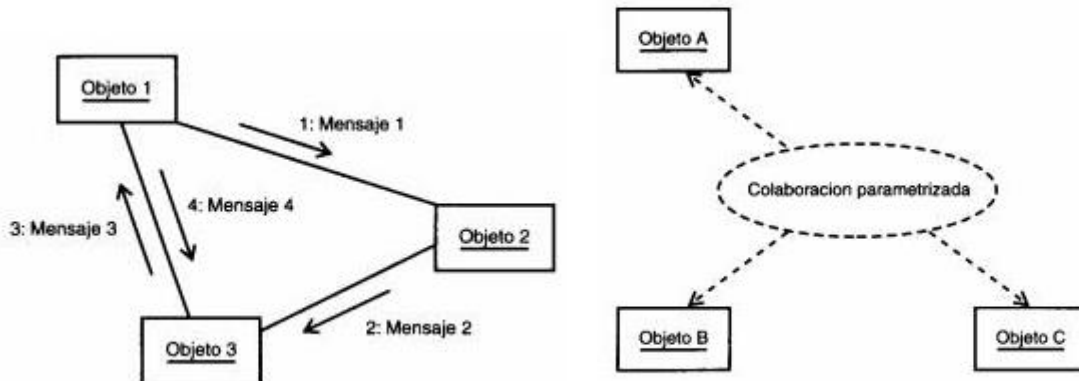 Objeto 1
1: Mensaje 1
3: Mensaje 3
4: Mensaje 4
Objeto 2
2: Mensaje 2
Objeto 3
Objeto A
Colaboracion parametrizada
Objeto B
Objeto C